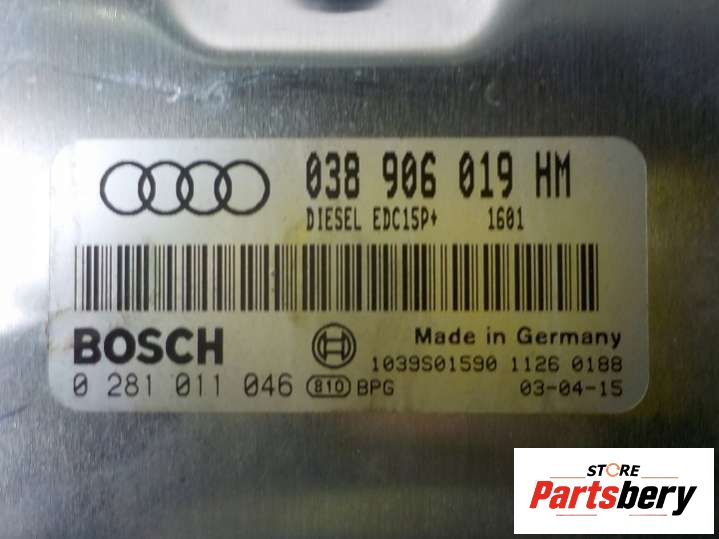 038 906 019 HM
DIESEL EDC15P+ 1601
BOSCH
Made in Germany
1039S01590 1126 0188
0 281 011 046 810 BPG 03-04-15
STORE
Partsbery